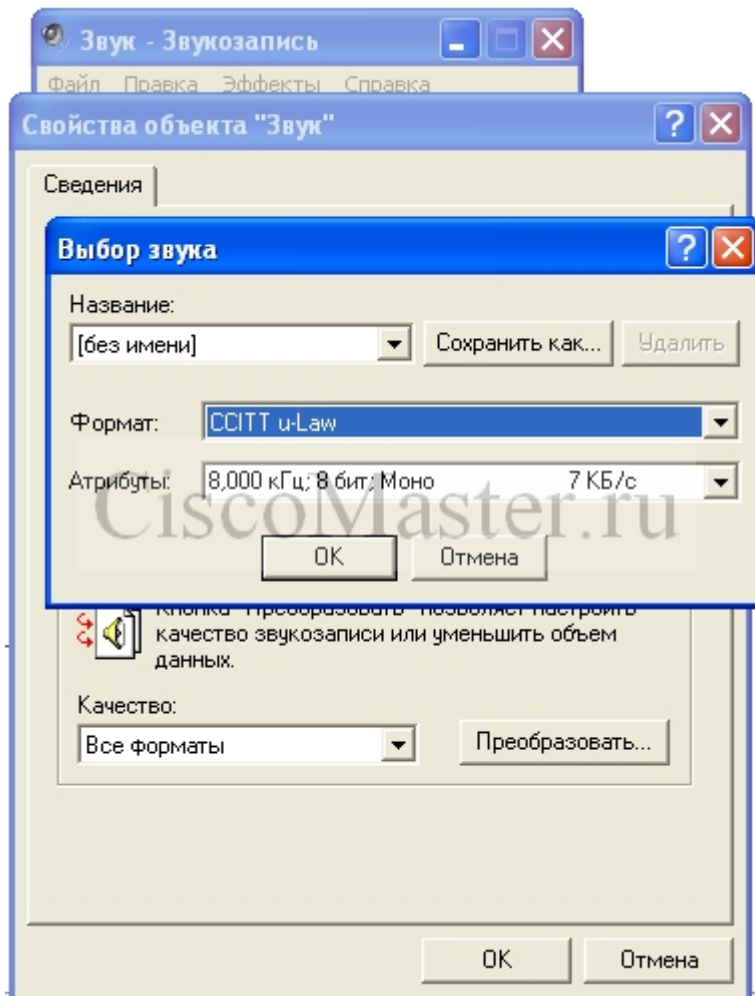 Звук - Звукозапись
Файл Правка Эффекты Справка
Свойства объекта "Звук"
Сведения
Выбор звука
Название:
[без имени] Сохранить как... Удалить
Формат: CCITT u-Law
Атрибуты: 8,000 кГц; 8 бит; Моно 7 КБ/с
CiscoMaster.ru
ОК Отмена
Кнопка "Преобразовать" позволяет настроить
качество звукозаписи или уменьшить объем
данных.
Качество:
Все форматы Преобразовать...
ОК Отмена